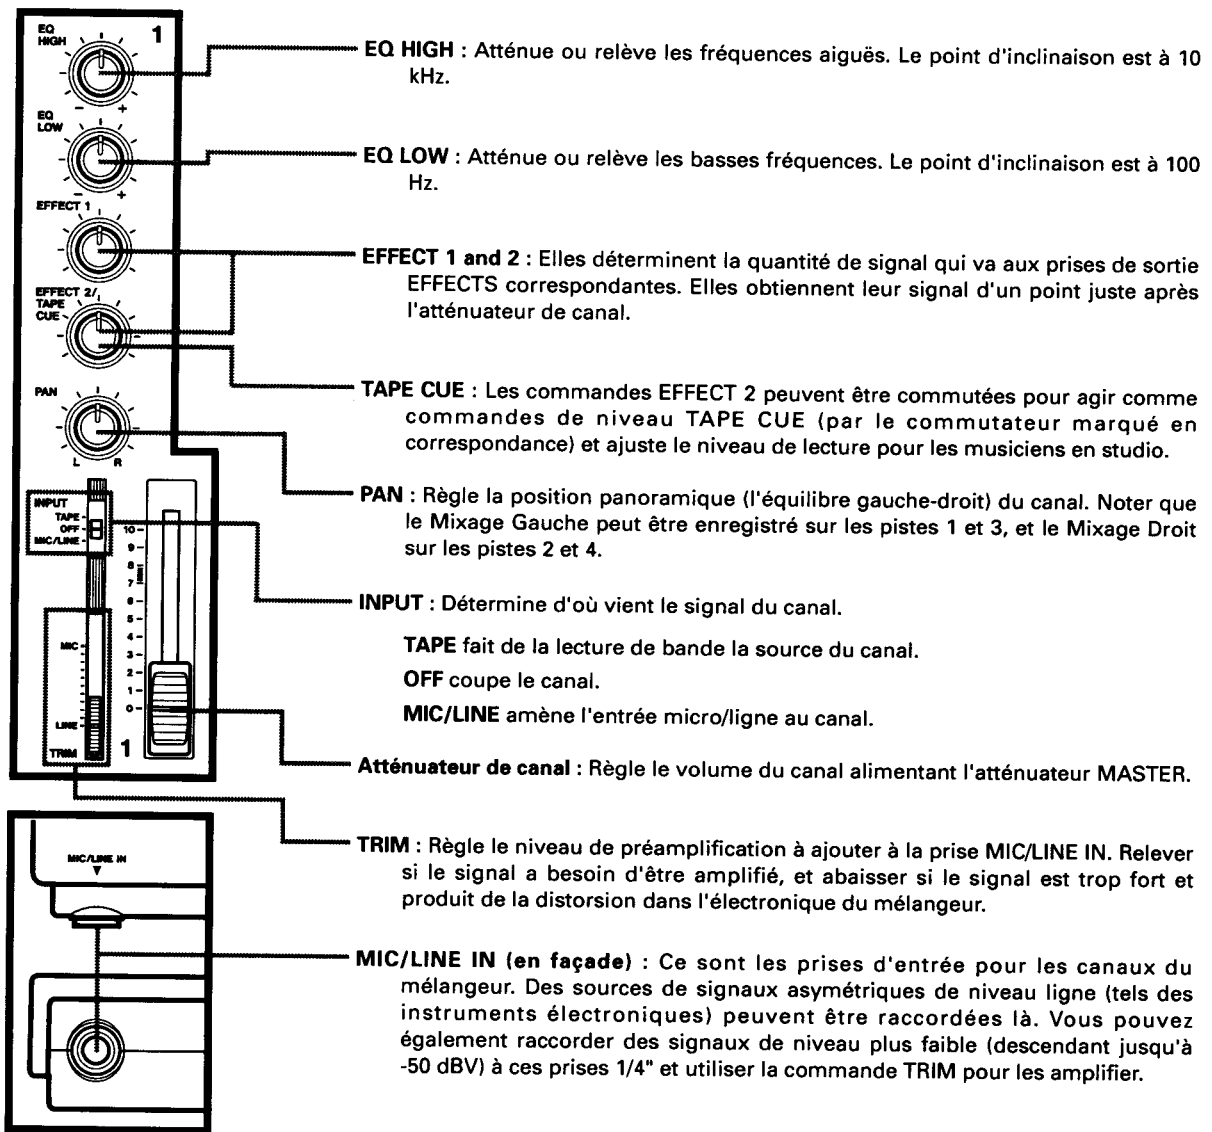 EQ
HIGH
1
EQ HIGH : Atténue ou relève les fréquences aiguës. Le point d'inclinaison est à 10
kHz.
- +
EQ
LOW
EQ LOW : Atténue ou relève les basses fréquences. Le point d'inclinaison est à 100
Hz.
- +
EFFECT 1
EFFECT 1 and 2 : Elles déterminent la quantité de signal qui va aux prises de sortie
EFFECTS correspondantes. Elles obtiennent leur signal d'un point juste après
l'atténuateur de canal.
EFFECT 2/
TAPE
CUE
TAPE CUE : Les commandes EFFECT 2 peuvent être commutées pour agir comme
commandes de niveau TAPE CUE (par le commutateur marqué en
correspondance) et ajuste le niveau de lecture pour les musiciens en studio.
PAN
L R
PAN : Règle la position panoramique (l'équilibre gauche-droit) du canal. Noter que
le Mixage Gauche peut être enregistré sur les pistes 1 et 3, et le Mixage Droit
sur les pistes 2 et 4.
INPUT
TAPE
OFF
MIC/LINE
10
9
8
7
6
5
4
3
2
1
0
INPUT : Détermine d'où vient le signal du canal.
TAPE fait de la lecture de bande la source du canal.
OFF coupe le canal.
MIC/LINE amène l'entrée micro/ligne au canal.
MIC
LINE
TRIM
1
Atténuateur de canal : Règle le volume du canal alimentant l'atténuateur MASTER.
TRIM : Règle le niveau de préamplification à ajouter à la prise MIC/LINE IN. Relever
si le signal a besoin d'être amplifié, et abaisser si le signal est trop fort et
produit de la distorsion dans l'électronique du mélangeur.
MIC/LINE IN
MIC/LINE IN (en façade) : Ce sont les prises d'entrée pour les canaux du
mélangeur. Des sources de signaux asymétriques de niveau ligne (tels des
instruments électroniques) peuvent être raccordées là. Vous pouvez
également raccorder des signaux de niveau plus faible (descendant jusqu'à
-50 dBV) à ces prises 1/4" et utiliser la commande TRIM pour les amplifier.